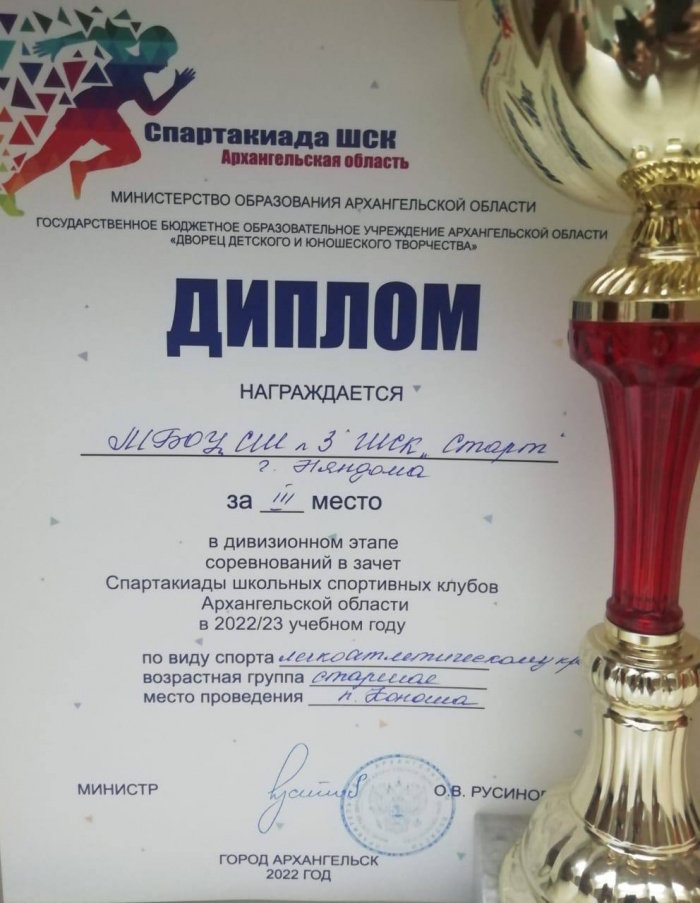 Спартакиада ШСК
Архангельская область
МИНИСТЕРСТВО ОБРАЗОВАНИЯ АРХАНГЕЛЬСКОЙ ОБЛАСТИ
ГОСУДАРСТВЕННОЕ БЮДЖЕТНОЕ ОБРАЗОВАТЕЛЬНОЕ УЧРЕЖДЕНИЕ АРХАНГЕЛЬСКОЙ ОБЛАСТИ
«ДВОРЕЦ ДЕТСКОГО И ЮНОШЕСКОГО ТВОРЧЕСТВА»
ДИПЛОМ
НАГРАЖДАЕТСЯ
МБОУ СШ n 3 ШСК „Старт"
г. Няндома
за III место
в дивизионном этапе
соревнований в зачет
Спартакиады школьных спортивных клубов
Архангельской области
в 2022/23 учебном году
по виду спорта легкоатлетическому кр
возрастная группа старшая
место проведения п. Коноша
МИНИСТР О.В. РУСИНО
ГОРОД АРХАНГЕЛЬСК
2022 ГОД